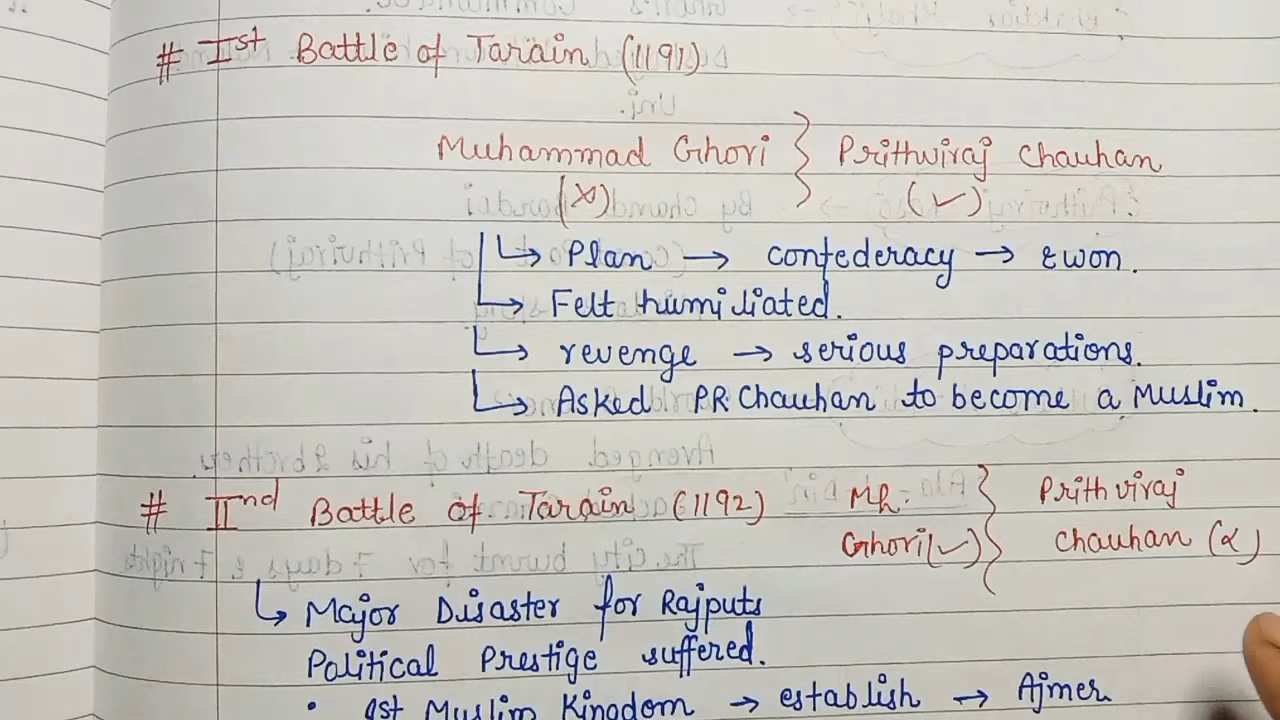 # Ist Battle of Tarain (1191)
Muhammad Ghori } Prithwiraj Chauhan
(×) (✓)
↳ Plan → confederacy → & won.
→ Felt humiliated.
→ revenge → serious preparations.
→ Asked PR Chauhan to become a Muslim.
# IInd Battle of Tarain (1192) Mh. } Prithviraj
Ghori (✓) Chauhan (×)
↳ Major Disaster for Rajputs
Political Prestige suffered.
• 1st Muslim Kingdom → establish → Ajmer